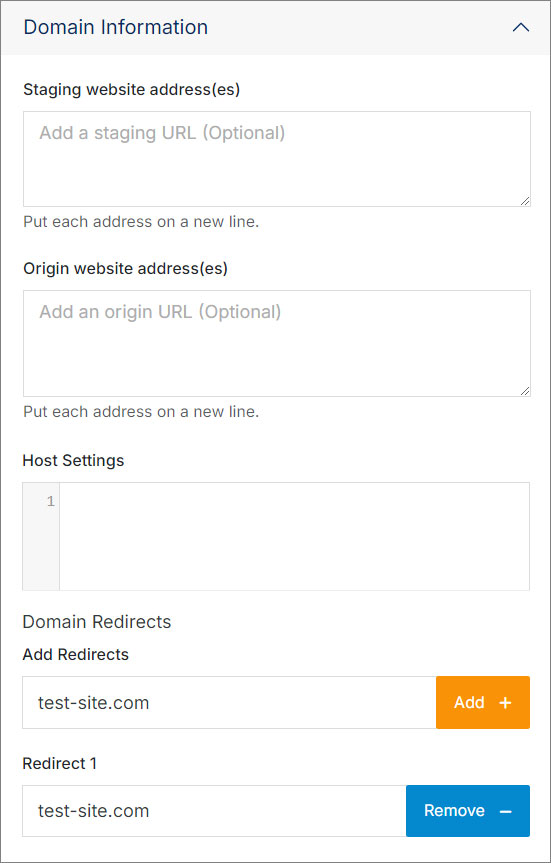 Domain Information
Staging website address(es)
Add a staging URL (Optional)
Put each address on a new line.
Origin website address(es)
Add an origin URL (Optional)
Put each address on a new line.
Host Settings
1
Domain Redirects
Add Redirects
test-site.com Add +
Redirect 1
test-site.com Remove −